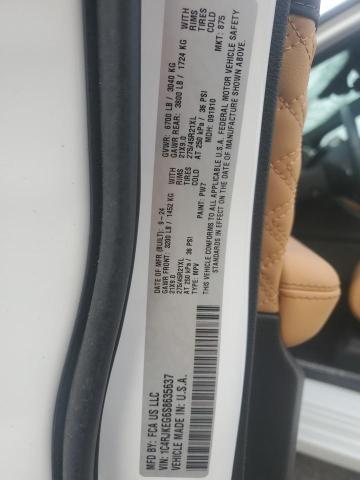 MFD BY: FCA US LLC
VIN: 1C4RJKEG6S8635637
DATE OF MFR (BUILT): 9-24
GAWR FRONT: 3200 LB / 1452 KG
21X9.0
275/45R21XL
AT 250 kPa / 36 PSI
TYPE: MPV
WITH RIMS
TIRES
COLD
PAINT: PW7
GVWR: 6700 LB / 3040 KG
GAWR REAR: 3800 LB / 1724 KG
21X9.0
275/45R21XL
AT 250 kPa / 36 PSI
MDH: 091910
WITH
RIMS
TIRES
COLD
MKT: 875
THIS VEHICLE CONFORMS TO ALL APPLICABLE U.S.A. FEDERAL MOTOR VEHICLE SAFETY
STANDARDS IN EFFECT ON THE DATE OF MANUFACTURE SHOWN ABOVE.
VEHICLE MADE IN U.S.A.